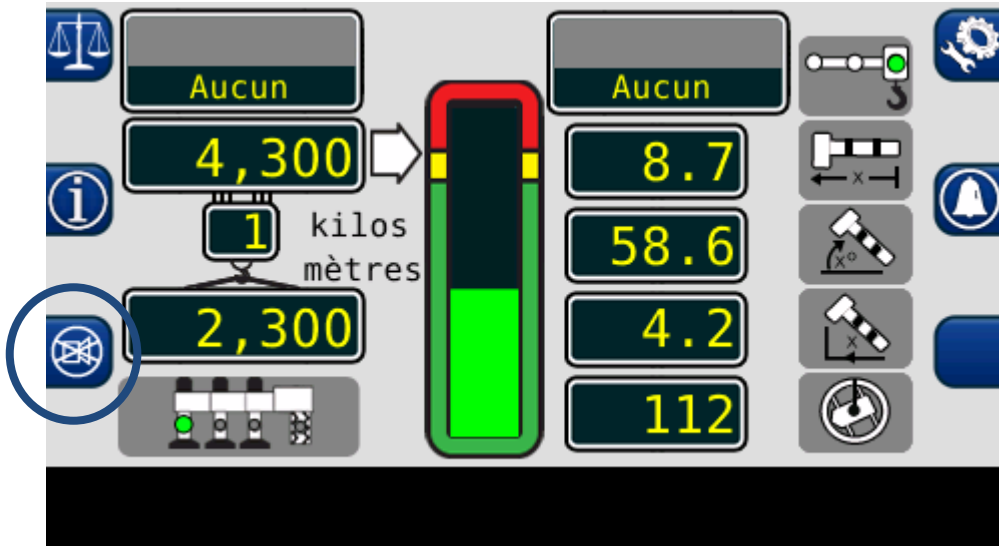 Aucun
4,300
1
kilos
mètres
2,300
Aucun
8.7
x
58.6
x°
4.2
x
112